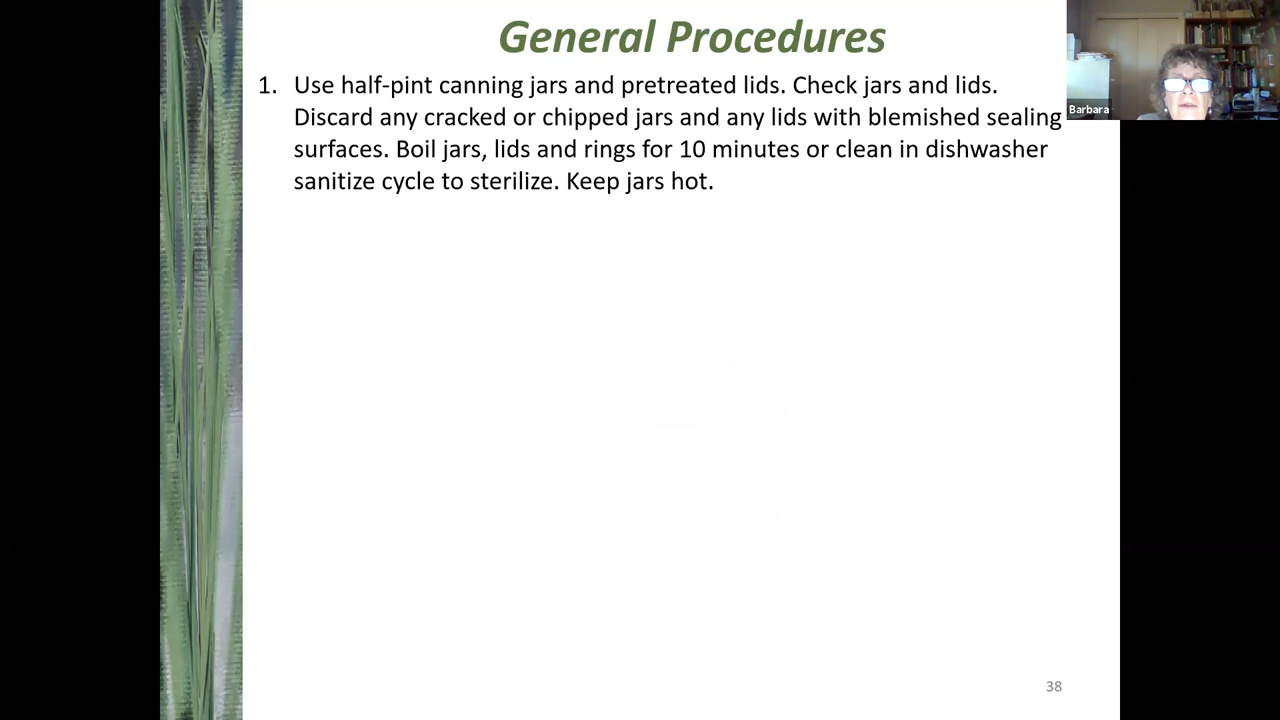 General Procedures
1. Use half-pint canning jars and pretreated lids. Check jars and lids.
Discard any cracked or chipped jars and any lids with blemished sealing
surfaces. Boil jars, lids and rings for 10 minutes or clean in dishwasher
sanitize cycle to sterilize. Keep jars hot.
Barbara
38